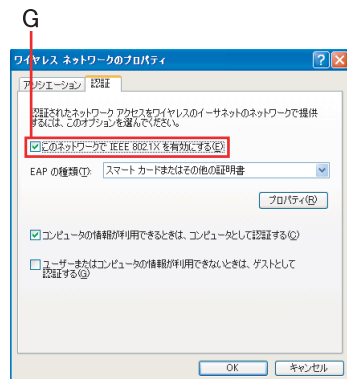 G
ワイヤレス ネットワークのプロパティ
アソシエーション 認証
認証されたネットワーク アクセスをワイヤレスのイーサネットのネットワークで提供
するには、このオプションを選んでください。
このネットワークで IEEE 802.1X を有効にする(E)
EAP の種類(T): スマート カードまたはその他の証明書
プロパティ(R)
コンピュータの情報が利用できるときは、コンピュータとして認証する(C)
ユーザーまたはコンピュータの情報が利用できないときは、ゲストとして
認証する(G)
OK キャンセル